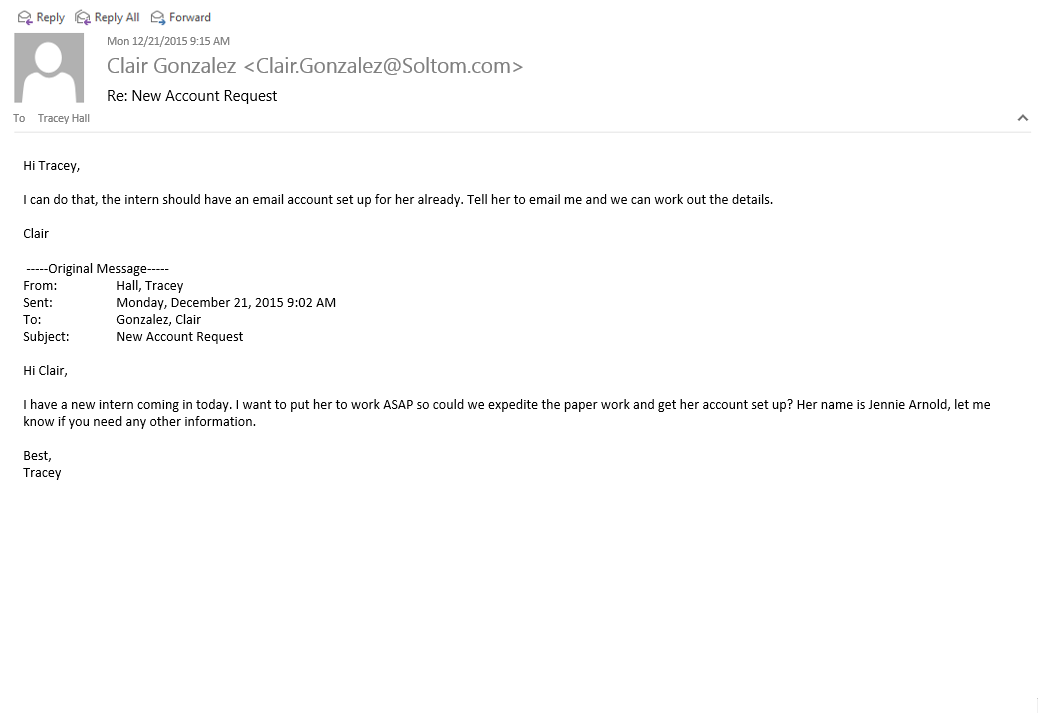 Reply Reply All Forward
Mon 12/21/2015 9:15 AM
Clair Gonzalez <Clair.Gonzalez@Soltom.com>
Re: New Account Request
To Tracey Hall
Hi Tracey,
I can do that, the intern should have an email account set up for her already. Tell her to email me and we can work out the details.
Clair
-----Original Message-----
From: Hall, Tracey
Sent: Monday, December 21, 2015 9:02 AM
To: Gonzalez, Clair
Subject: New Account Request
Hi Clair,
I have a new intern coming in today. I want to put her to work ASAP so could we expedite the paper work and get her account set up? Her name is Jennie Arnold, let me
know if you need any other information.
Best,
Tracey